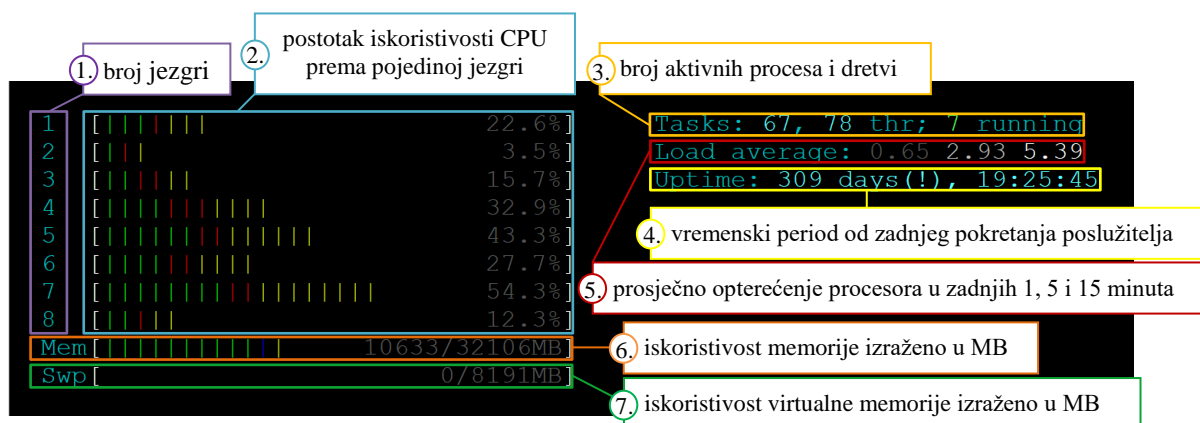 1. broj jezgri
2. postotak iskoristivosti CPU
prema pojedinoj jezgri
3. broj aktivnih procesa i dretvi
1 [||||||| 22.6%]
2 [||| 3.5%]
3 [|||||| 15.7%]
4 [||||||||||| 32.9%]
5 [|||||||||||||| 43.3%]
6 [|||||||||| 27.7%]
7 [|||||||||||||||||| 54.3%]
8 [||||| 12.3%]
Mem[|||||||||||| 10633/32106MB]
Swp[ 0/8191MB]
Tasks: 67, 78 thr; 7 running
Load average: 0.65 2.93 5.39
Uptime: 309 days(!), 19:25:45
4. vremenski period od zadnjeg pokretanja poslužitelja
5. prosječno opterećenje procesora u zadnjih 1, 5 i 15 minuta
6. iskoristivost memorije izraženo u MB
7. iskoristivost virtualne memorije izraženo u MB